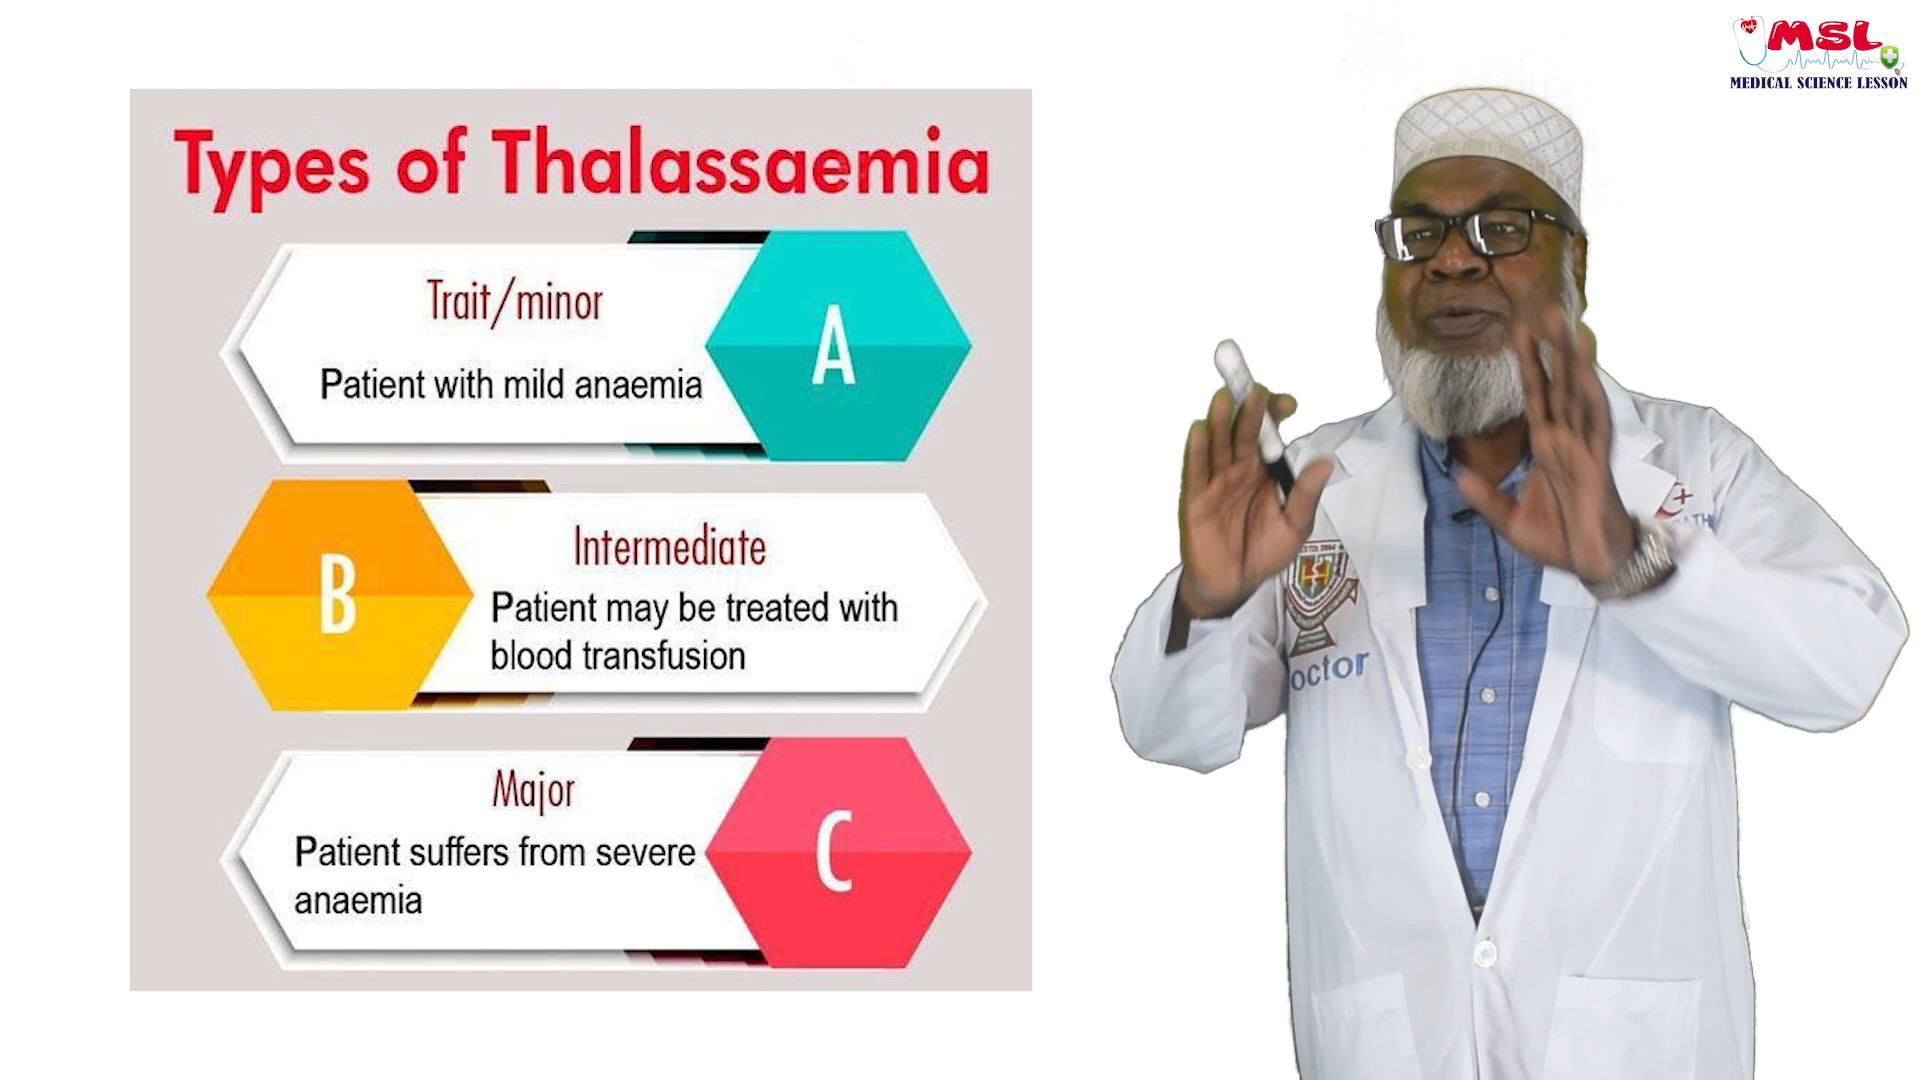 MSL
MEDICAL SCIENCE LESSON
Types of Thalassaemia
Trait/minor
Patient with mild anaemia
A
B
Intermediate
Patient may be treated with
blood transfusion
Major
Patient suffers from severe
anaemia
C
octor